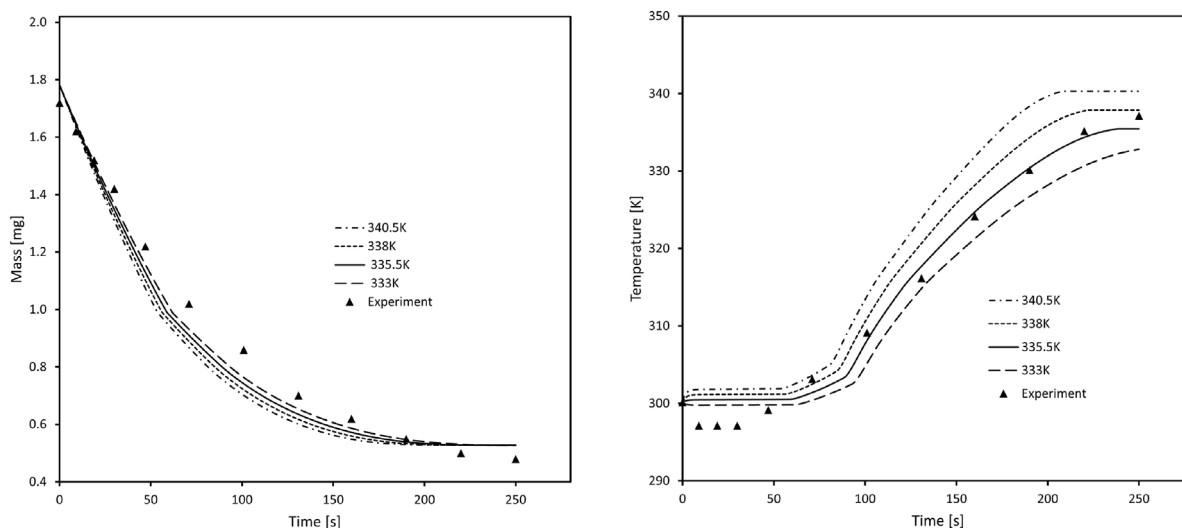 2.0
1.8
1.6
1.4
1.2
1.0
0.8
0.6
0.4
Mass [mg]
340.5K
338K
335.5K
333K
Experiment
0 50 100 150 200 250
Time [s]
350
340
330
320
310
300
290
Temperature [K]
340.5K
338K
335.5K
333K
Experiment
0 50 100 150 200 250
Time [s]